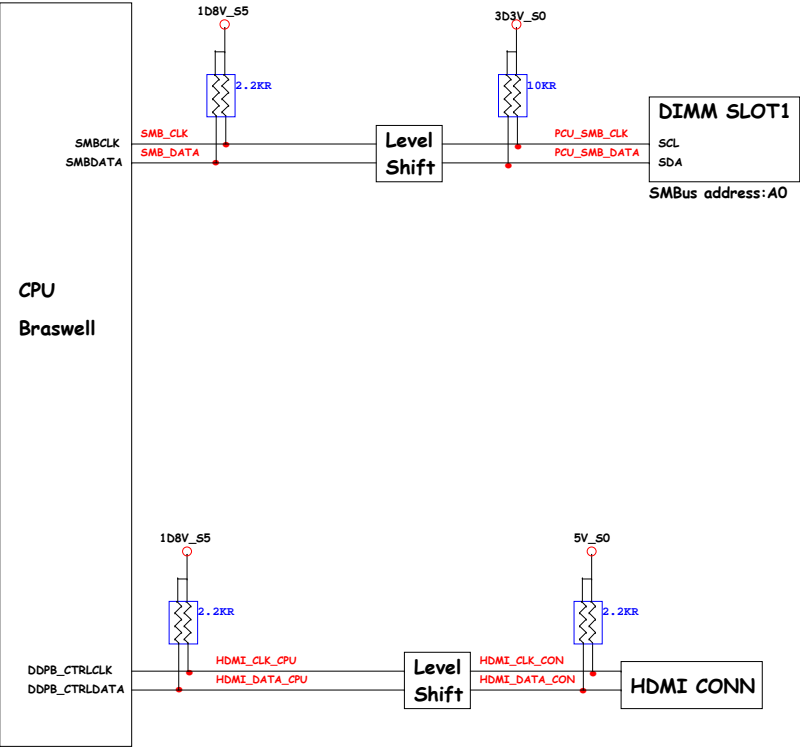 1D8V_S5
3D3V_S0
2.2KR
10KR
DIMM SLOT1
SMBCLK
SMB_CLK
Level
Shift
PCU_SMB_CLK
SCL
SMBDATA
SMB_DATA
PCU_SMB_DATA
SDA
SMBus address:A0
CPU
Braswell
1D8V_S5
5V_S0
2.2KR
2.2KR
DDPB_CTRLCLK
HDMI_CLK_CPU
Level
Shift
HDMI_CLK_CON
DDPB_CTRLDATA
HDMI_DATA_CPU
HDMI_DATA_CON
HDMI CONN